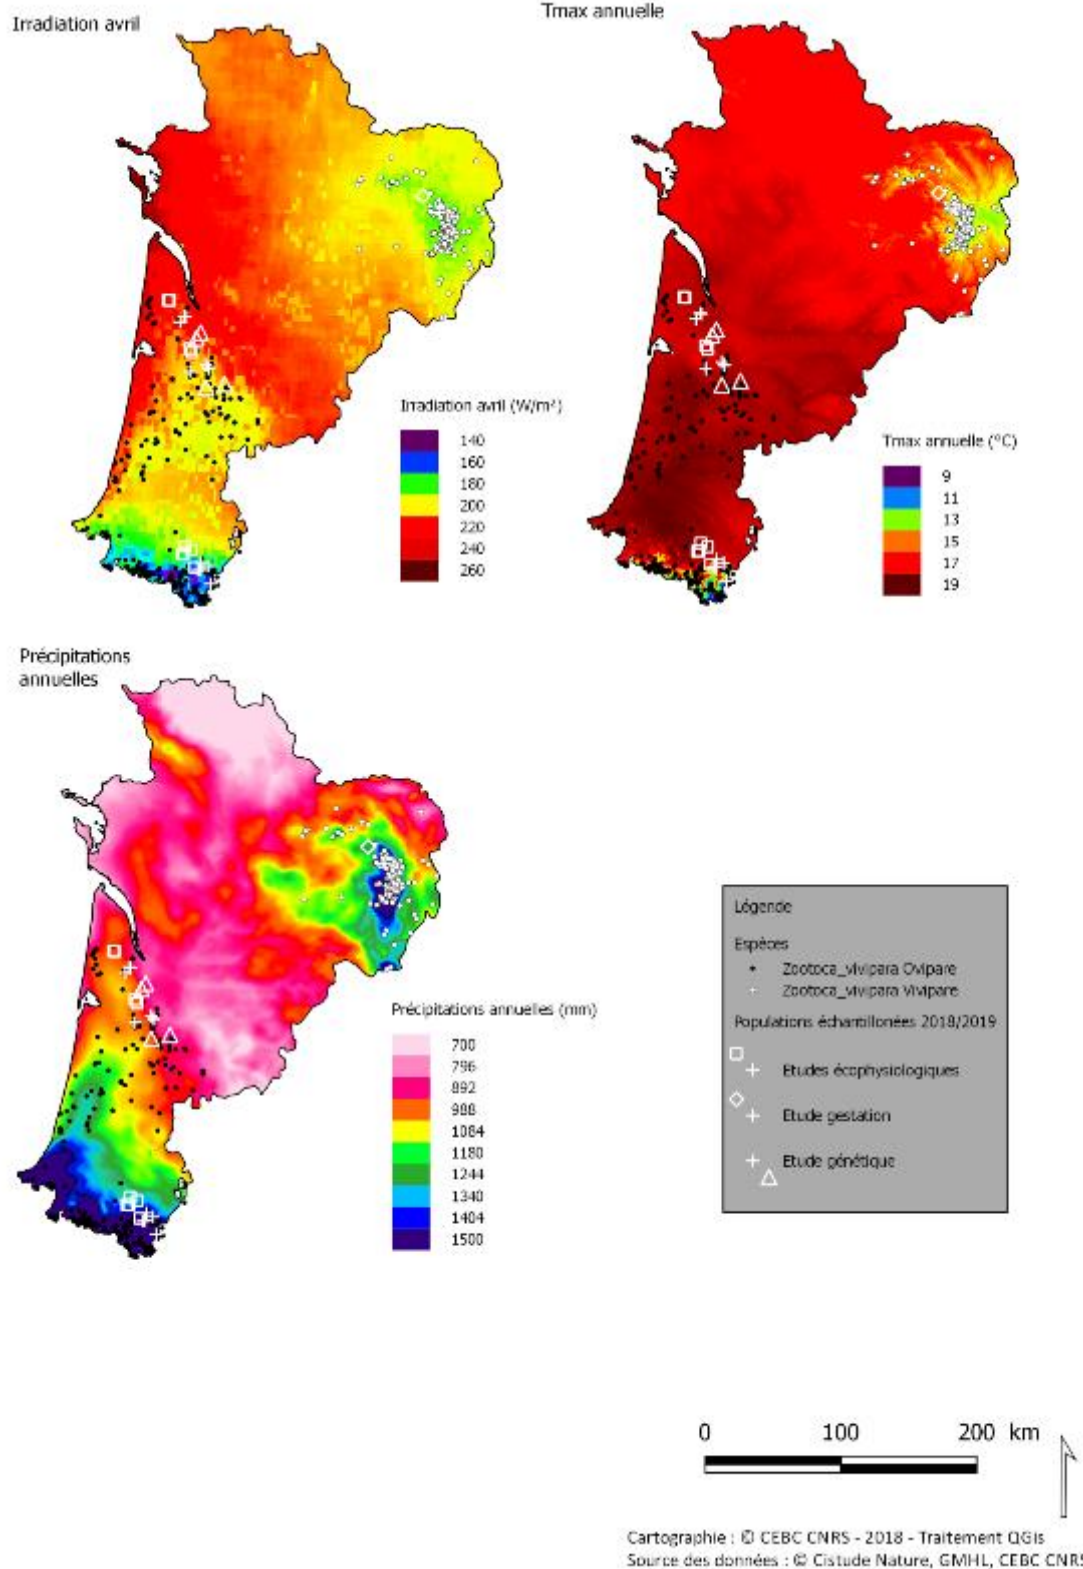 Irradiation avril
Tmax annuelle
Irradiation avril (W/m²)
140
160
180
200
220
240
260
Tmax annuelle (°C)
9
11
13
15
17
19
Précipitations
annuelles
Précipitations annuelles (mm)
700
796
892
988
1084
1180
1244
1340
1404
1500
Légende
Espèces
Zootoca_vivipara Ovipare
Zootoca_vivipara Vivipare
Populations échantillonées 2018/2019
Etudes écophysiologiques
Etude gestation
Etude génétique
0 100 200 km
Cartographie : © CEBC CNRS - 2018 - Traitement QGis
Source des données : © Cistude Nature, GMHL, CEBC CNRS